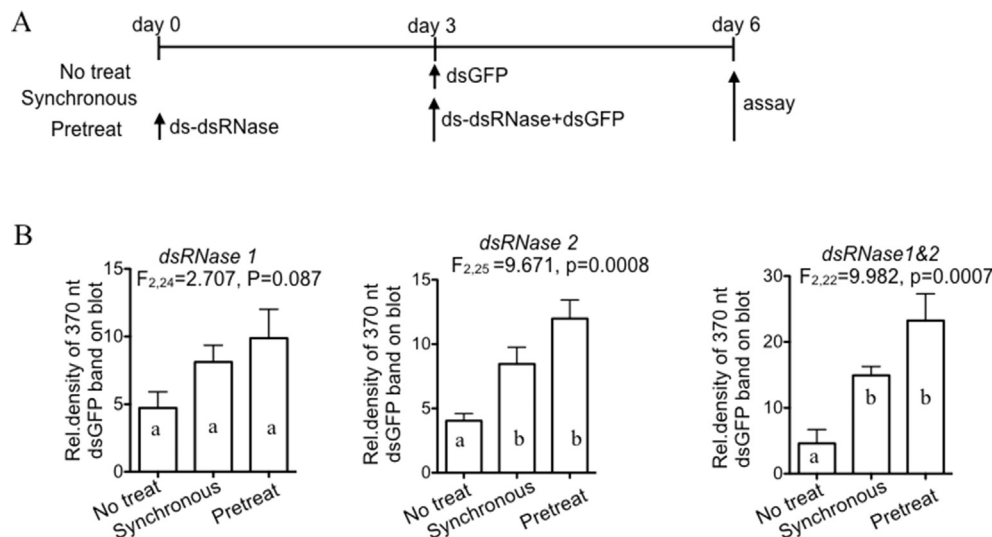 A
day 0 day 3 day 6
No treat
dsGFP
Synchronous
assay
Pretreat
ds-dsRNase
ds-dsRNase+dsGFP
B
dsRNase 1
F2,24=2.707, P=0.087
Rel.density of 370 nt
dsGFP band on blot
15
10
5
0
a a a
No treat Synchronous Pretreat
dsRNase 2
F2,25=9.671, p=0.0008
Rel.density of 370 nt
dsGFP band on blot
15
10
5
0
a b b
No treat Synchronous Pretreat
dsRNase1&2
F2,22=9.982, p=0.0007
Rel.density of 370 nt
dsGFP band on blot
30
20
10
0
a b b
No treat Synchronous Pretreat